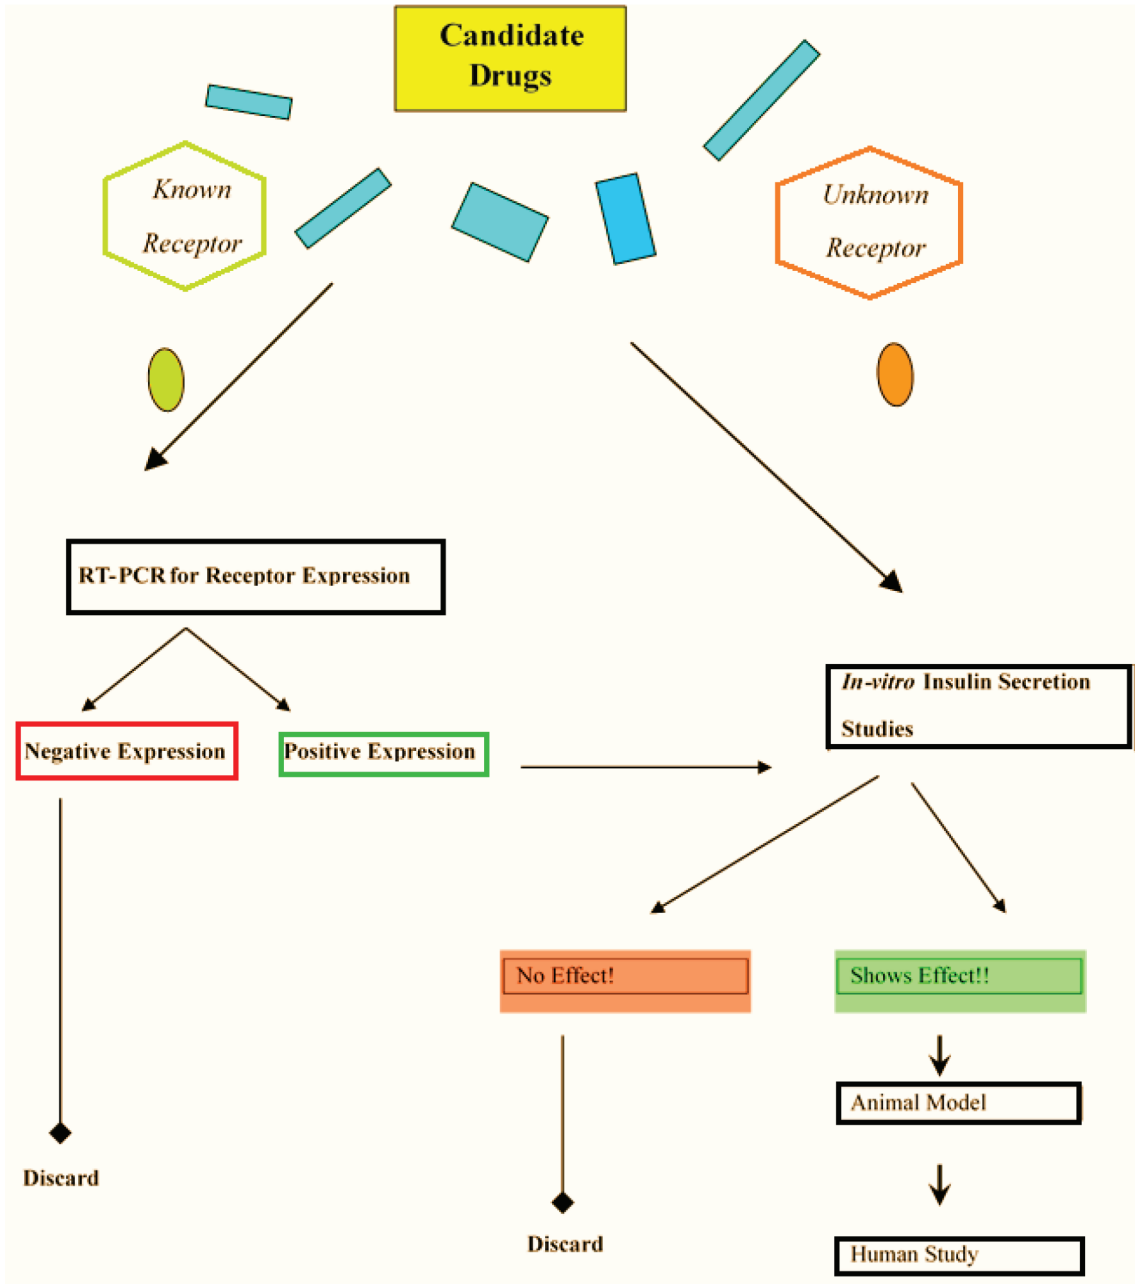 Candidate
Drugs
Known
Receptor
Unknown
Receptor
RT-PCR for Receptor Expression
In-vitro Insulin Secretion
Studies
Negative Expression
Positive Expression
No Effect!
Shows Effect!!
Animal Model
Discard
Discard
Human Study